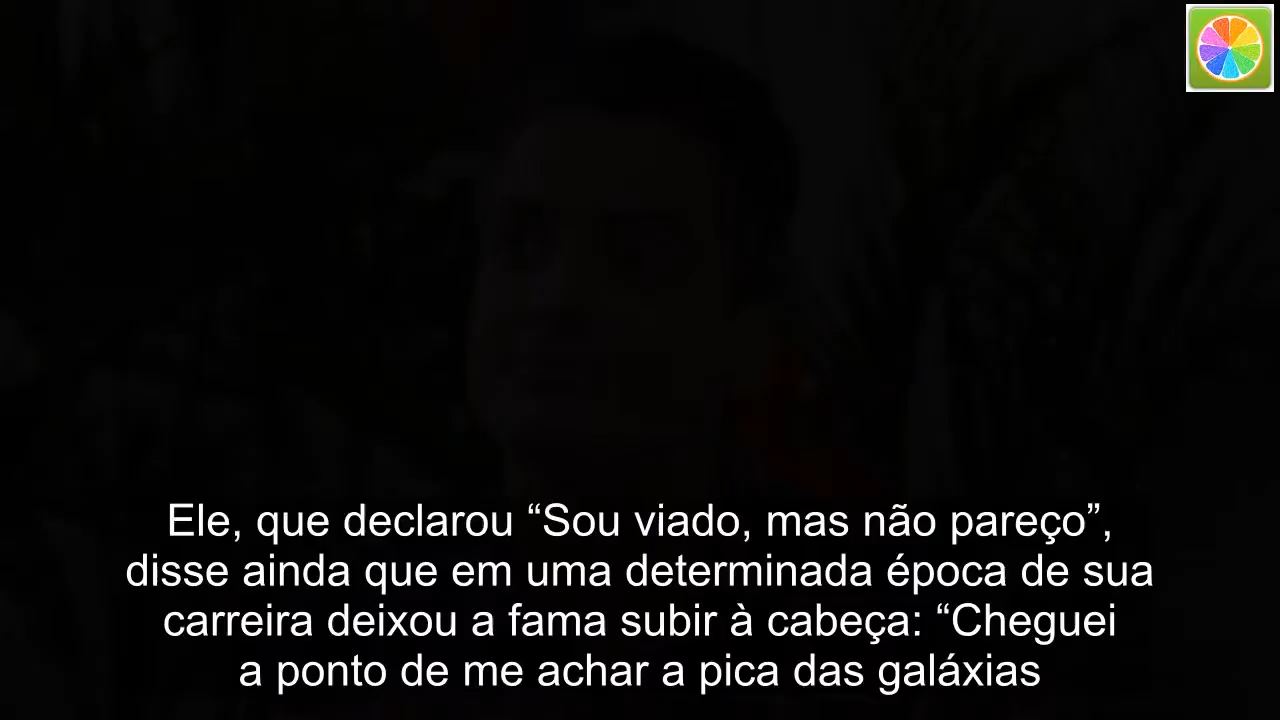 Ele, que declarou “Sou viado, mas não pareço”,
disse ainda que em uma determinada época de sua
carreira deixou a fama subir à cabeça: “Cheguei
a ponto de me achar a pica das galáxias